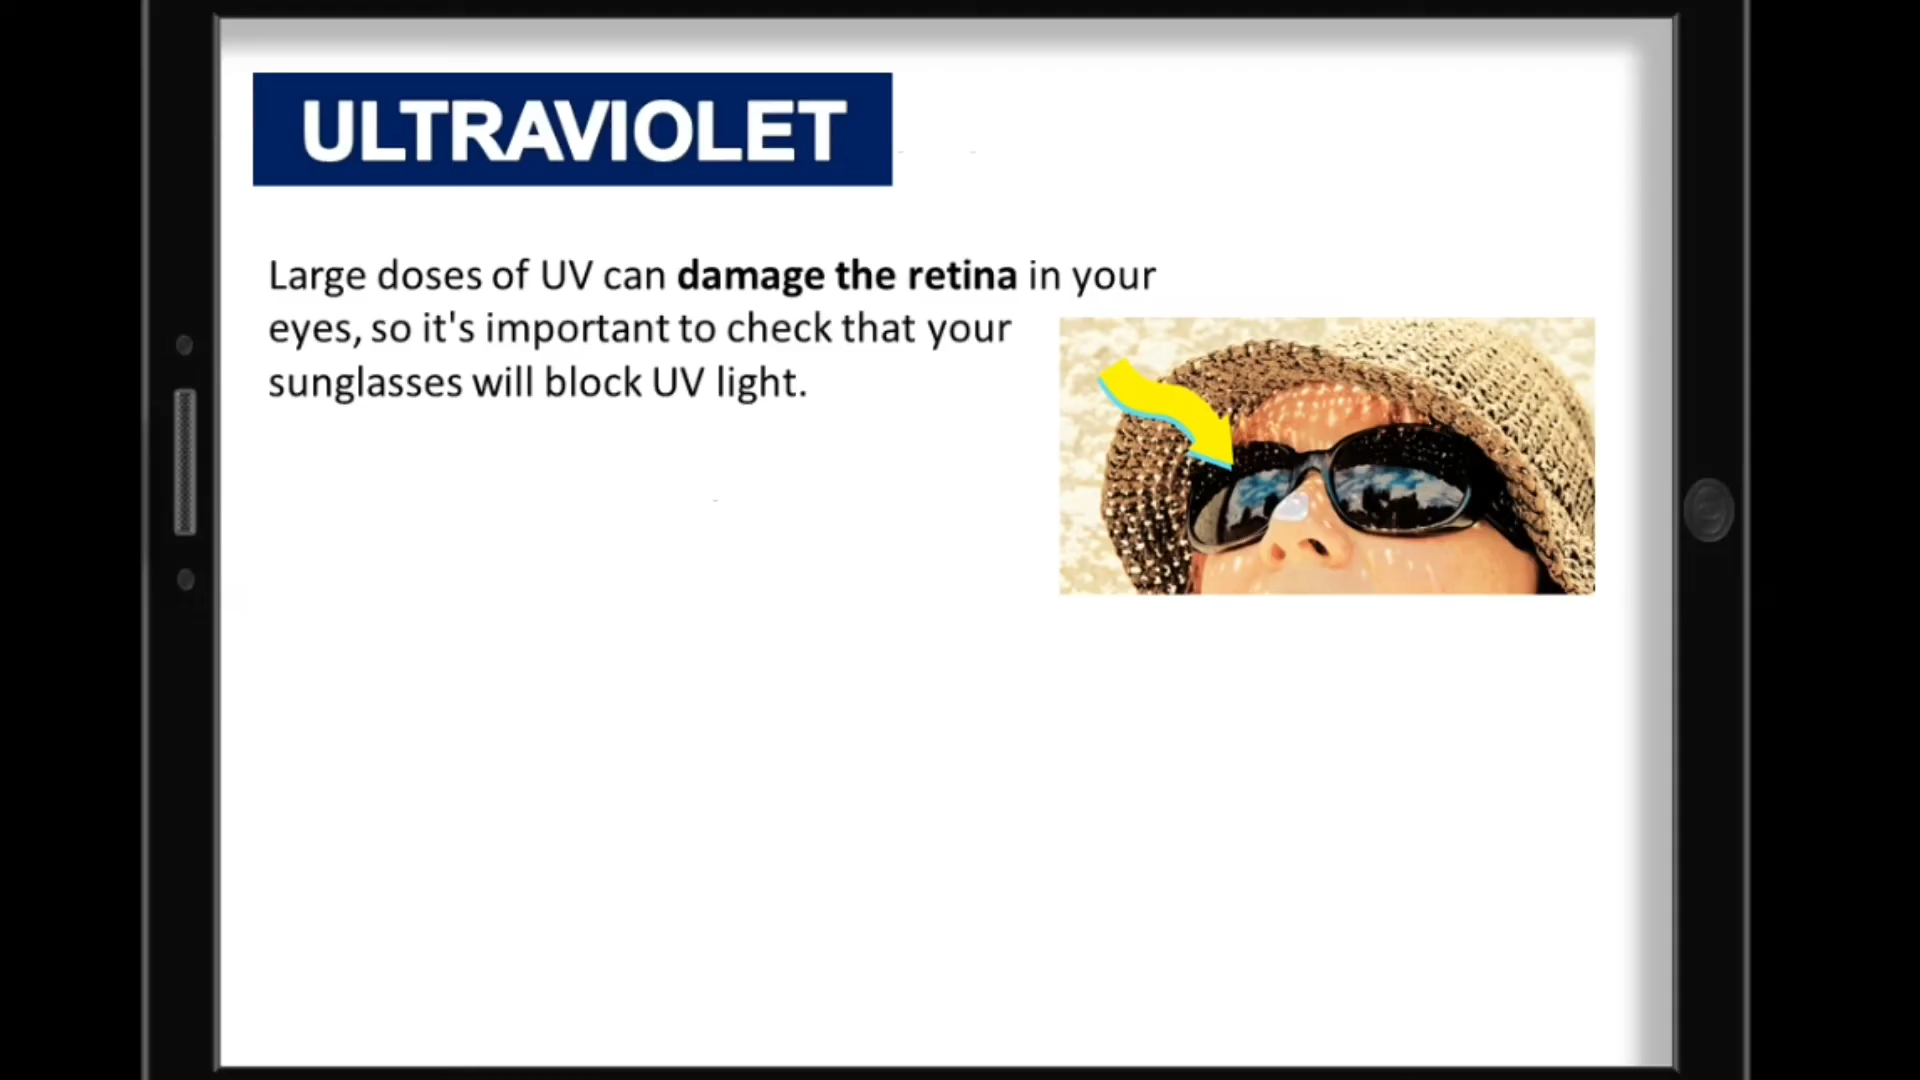 ULTRAVIOLET
Large doses of UV can damage the retina in your
eyes, so it's important to check that your
sunglasses will block UV light.